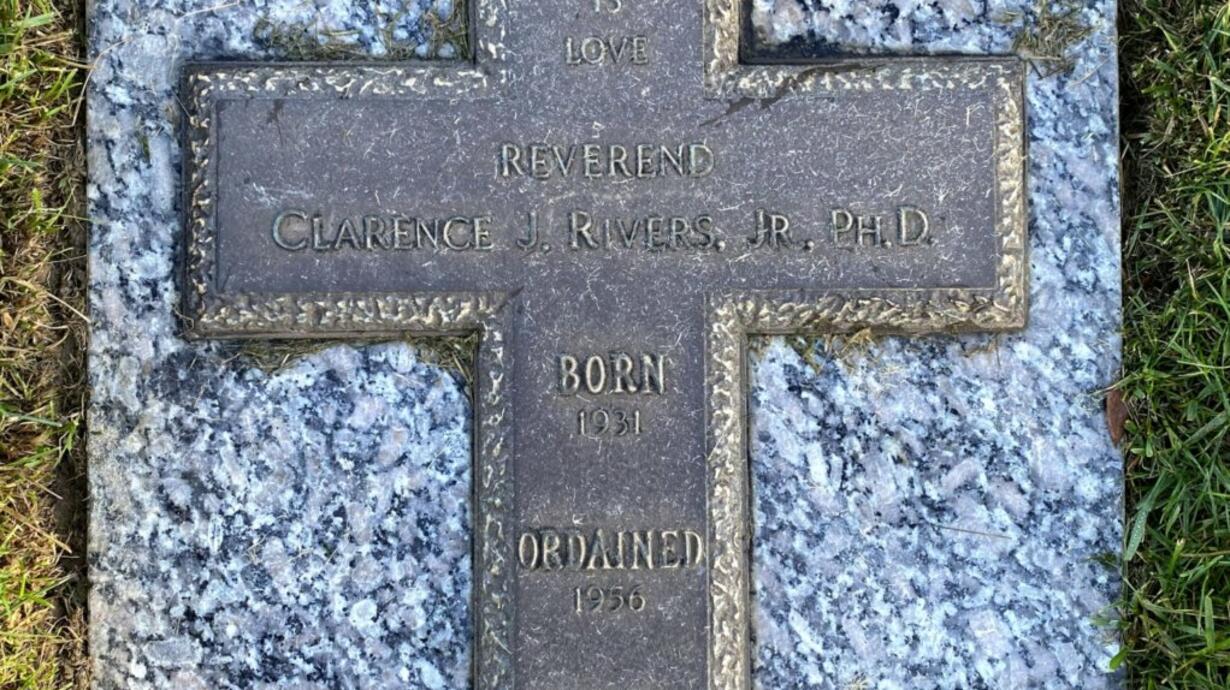 IS
LOVE
REVEREND
CLARENCE J. RIVERS, JR., PH.D.
BORN
1931
ORDAINED
1956